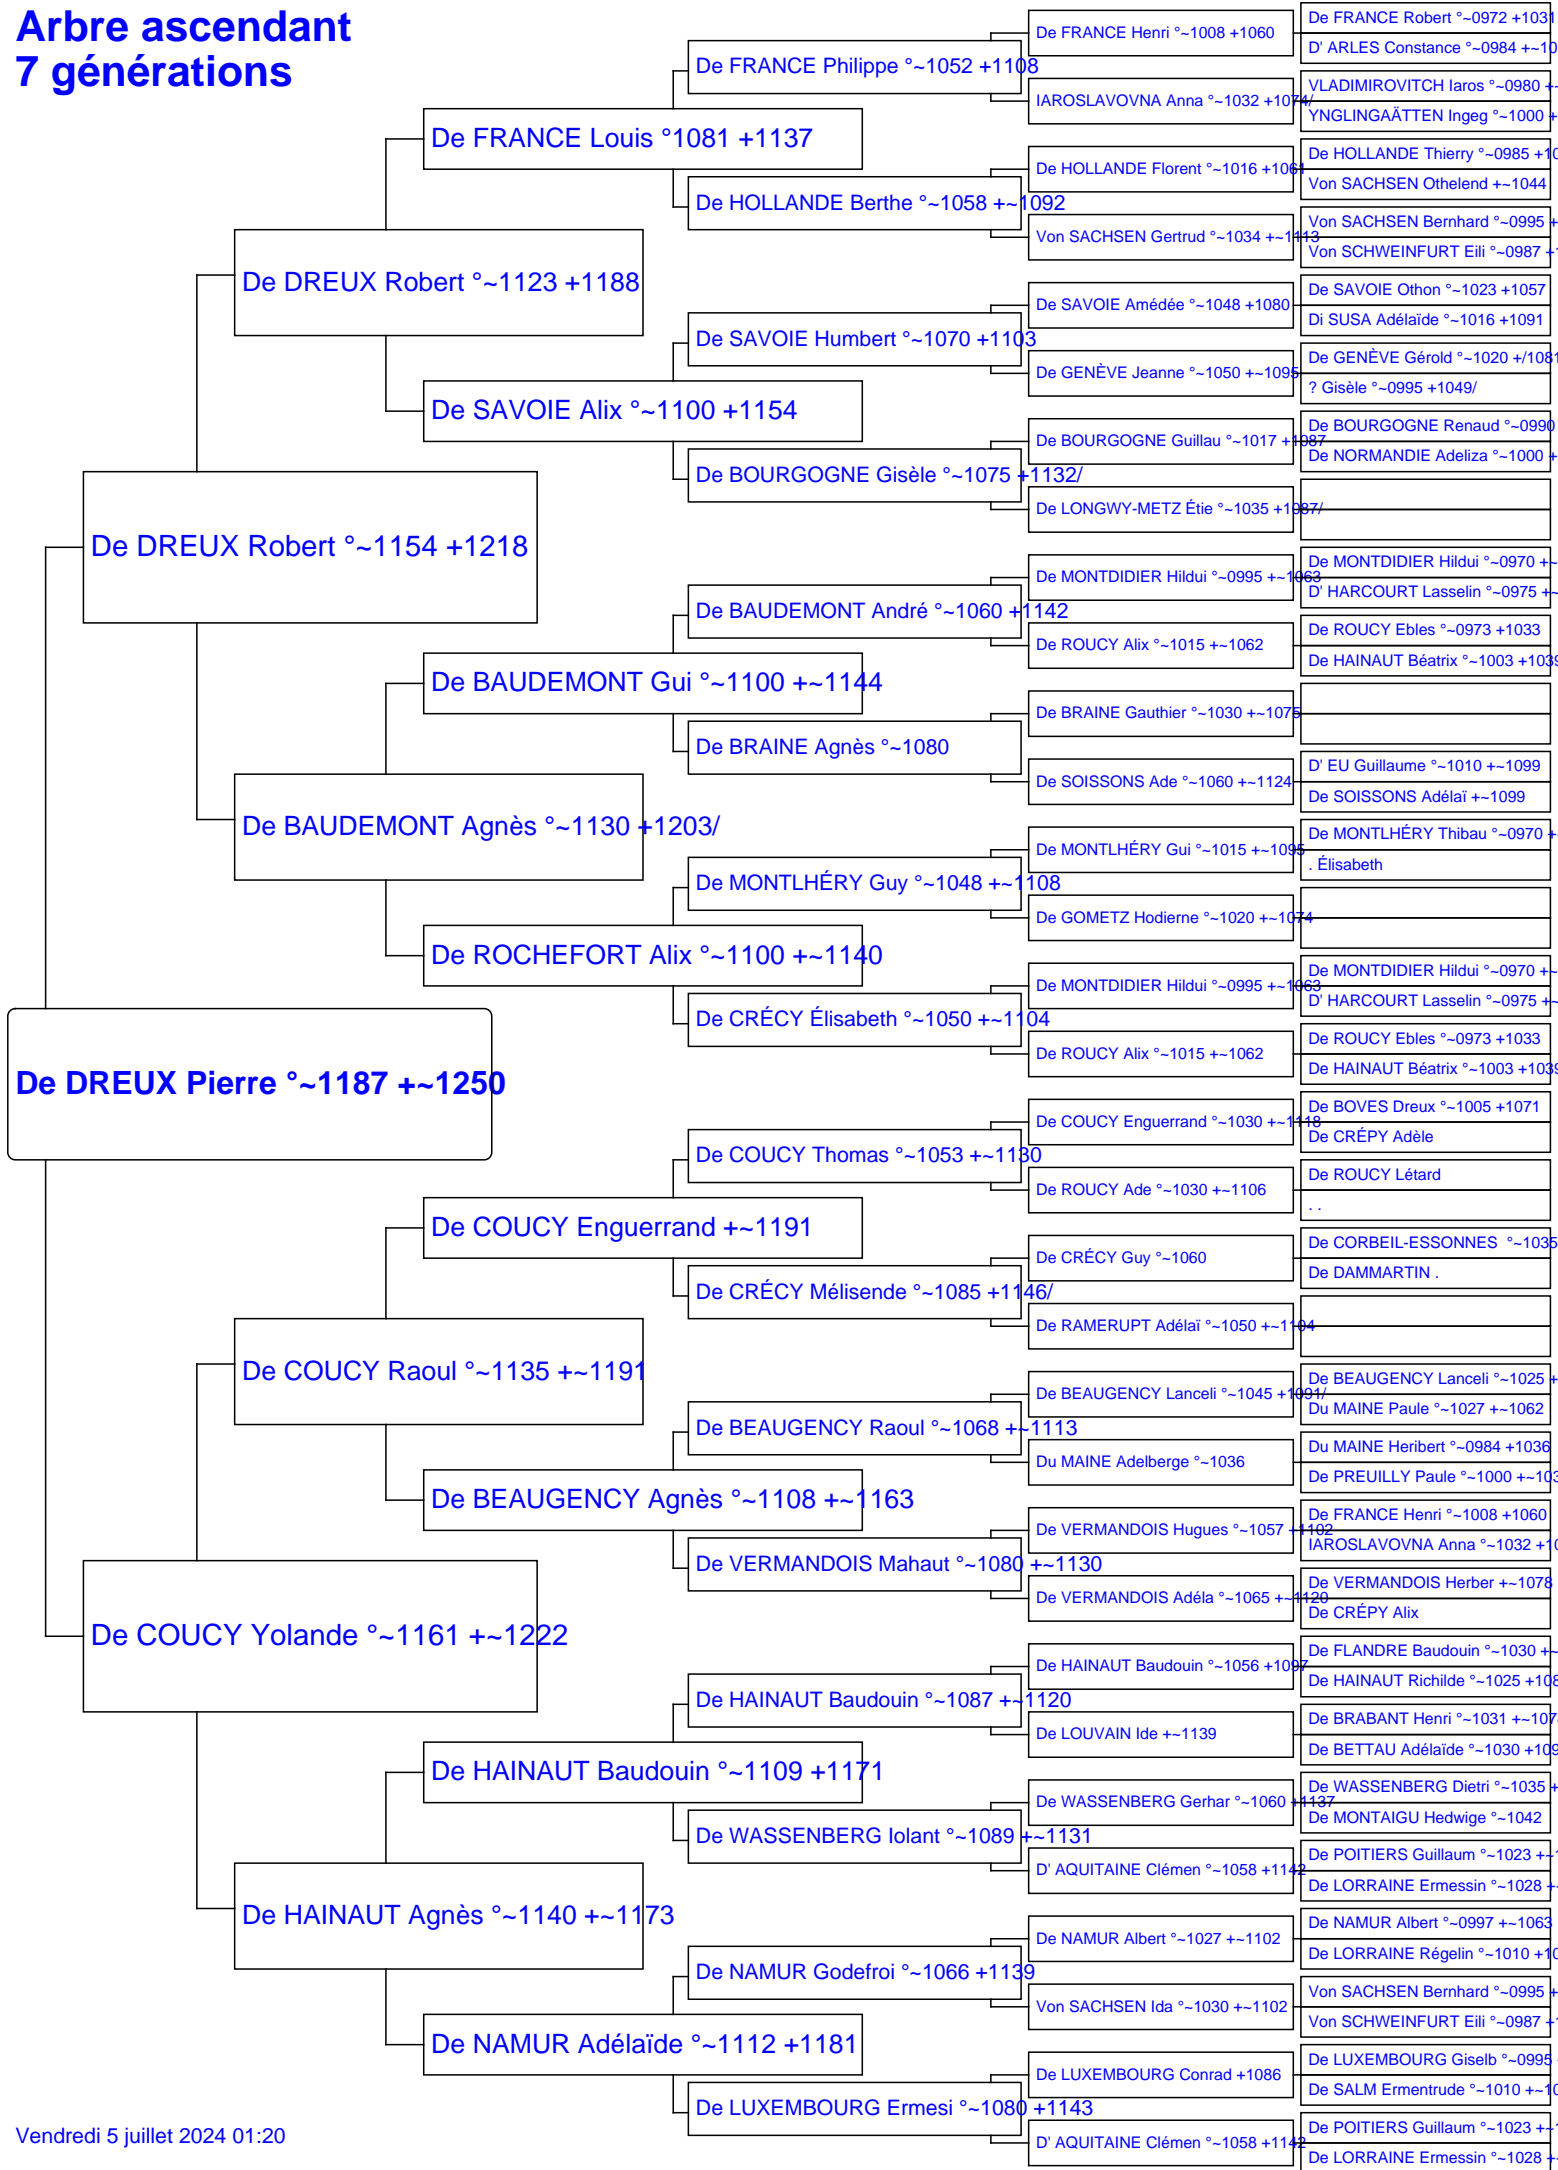 Arbre ascendant
7 générations
De DREUX Pierre °~1187 +~1250
De DREUX Robert °~1154 +1218
De COUCY Yolande °~1161 +~1222
De DREUX Robert °~1123 +1188
De BAUDEMONT Agnès °~1130 +1203/
De COUCY Raoul °~1135 +~1191
De HAINAUT Agnès °~1140 +~1173
De FRANCE Louis °1081 +1137
De SAVOIE Alix °~1100 +1154
De BAUDEMONT Gui °~1100 +~1144
De ROCHEFORT Alix °~1100 +~1140
De COUCY Enguerrand +~1191
De BEAUGENCY Agnès °~1108 +~1163
De HAINAUT Baudouin °~1109 +1171
De NAMUR Adélaïde °~1112 +1181
De FRANCE Philippe °~1052 +1108
De HOLLANDE Berthe °~1058 +~1092
De SAVOIE Humbert °~1070 +1103
De BOURGOGNE Gisèle °~1075 +1132/
De BAUDEMONT André °~1060 +1142
De BRAINE Agnès °~1080
De MONTLHÉRY Guy °~1048 +~1108
De CRÉCY Élisabeth °~1050 +~1104
De COUCY Thomas °~1053 +~1130
De CRÉCY Mélisende °~1085 +1146/
De BEAUGENCY Raoul °~1068 +~1113
De VERMANDOIS Mahaut °~1080 +~1130
De HAINAUT Baudouin °~1087 +~1120
De WASSENBERG Iolant °~1089 +~1131
De NAMUR Godefroi °~1066 +1139
De LUXEMBOURG Ermesi °~1080 +1143
De FRANCE Henri °~1008 +1060
IAROSLAVOVNA Anna °~1032 +1074/
De HOLLANDE Florent °~1016 +1061
Von SACHSEN Gertrud °~1034 +~1113
De SAVOIE Amédée °~1048 +1080
De GENÈVE Jeanne °~1050 +~1095
De BOURGOGNE Guillau °~1017 +1087
De LONGWY-METZ Étie °~1035 +1087/
De MONTDIDIER Hildui °~0995 +~1063
De ROUCY Alix °~1015 +~1062
De BRAINE Gauthier °~1030 +~1075
De SOISSONS Ade °~1060 +~1124
De MONTLHÉRY Gui °~1015 +~1095
De GOMETZ Hodierne °~1020 +~1074
De MONTDIDIER Hildui °~0995 +~1063
De ROUCY Alix °~1015 +~1062
De COUCY Enguerrand °~1030 +~1118
De ROUCY Ade °~1030 +~1106
De CRÉCY Guy °~1060
De RAMERUPT Adélaï °~1050 +~1104
De BEAUGENCY Lanceli °~1045 +1091/
Du MAINE Adelberge °~1036
De VERMANDOIS Hugues °~1057 +1102
De VERMANDOIS Adéla °~1065 +~1120
De HAINAUT Baudouin °~1056 +1097
De LOUVAIN Ide +~1139
De WASSENBERG Gerhar °~1060 +1137
D' AQUITAINE Clémen °~1058 +1142
De NAMUR Albert °~1027 +~1102
Von SACHSEN Ida °~1030 +~1102
De LUXEMBOURG Conrad +1086
D' AQUITAINE Clémen °~1058 +1142
De FRANCE Robert °~0972 +1031
D' ARLES Constance °~0984 +~10
VLADIMIROVITCH Iaros °~0980 +~
YNGLINGAÄTTEN Ingeg °~1000 +
De HOLLANDE Thierry °~0985 +10
Von SACHSEN Othelend +~1044
Von SACHSEN Bernhard °~0995 +
Von SCHWEINFURT Eili °~0987 +1
De SAVOIE Othon °~1023 +1057
Di SUSA Adélaïde °~1016 +1091
De GENÈVE Gérold °~1020 +/1081
? Gisèle °~0995 +1049/
De BOURGOGNE Renaud °~0990
De NORMANDIE Adeliza °~1000 +
De MONTDIDIER Hildui °~0970 +~
D' HARCOURT Lasselin °~0975 +~
De ROUCY Ebles °~0973 +1033
De HAINAUT Béatrix °~1003 +1039
D' EU Guillaume °~1010 +~1099
De SOISSONS Adélaï +~1099
De MONTLHÉRY Thibau °~0970 +
. Élisabeth
De MONTDIDIER Hildui °~0970 +~
D' HARCOURT Lasselin °~0975 +~
De ROUCY Ebles °~0973 +1033
De HAINAUT Béatrix °~1003 +1039
De BOVES Dreux °~1005 +1071
De CRÉPY Adèle
De ROUCY Létard
. .
De CORBEIL-ESSONNES °~1035
De DAMMARTIN .
De BEAUGENCY Lanceli °~1025 +
Du MAINE Paule °~1027 +~1062
Du MAINE Heribert °~0984 +1036
De PREUILLY Paule °~1000 +~103
De FRANCE Henri °~1008 +1060
IAROSLAVOVNA Anna °~1032 +10
De VERMANDOIS Herber +~1078
De CRÉPY Alix
De FLANDRE Baudouin °~1030 +~
De HAINAUT Richilde °~1025 +108
De BRABANT Henri °~1031 +~107
De BETTAU Adélaïde °~1030 +109
De WASSENBERG Dietri °~1035 +
De MONTAIGU Hedwige °~1042
De POITIERS Guillaum °~1023 +~1
De LORRAINE Ermessin °~1028 +~
De NAMUR Albert °~0997 +~1063
De LORRAINE Régelin °~1010 +10
Von SACHSEN Bernhard °~0995 +
Von SCHWEINFURT Eili °~0987 +1
De LUXEMBOURG Giselb °~0995
De SALM Ermentrude °~1010 +~10
De POITIERS Guillaum °~1023 +~1
De LORRAINE Ermessin °~1028 +~
Vendredi 5 juillet 2024 01:20